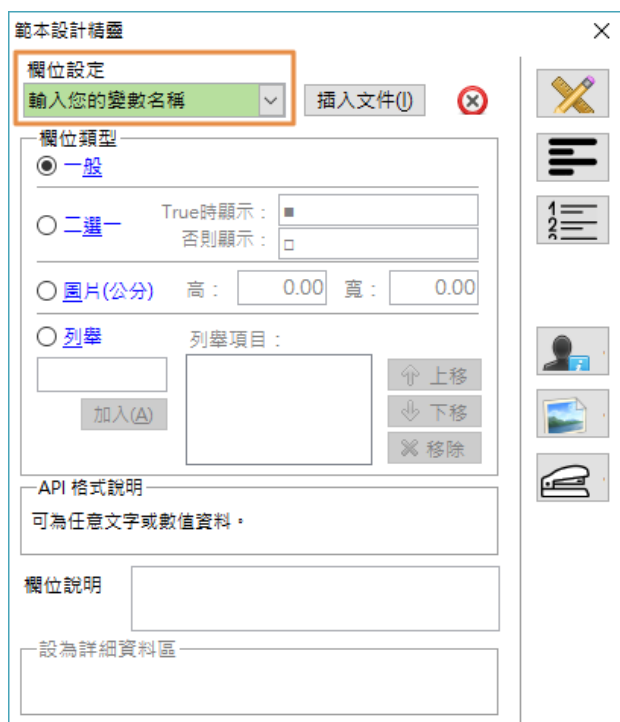 範本設計精靈
欄位設定
輸入您的變數名稱
插入文件(I)
欄位類型
一般
二選一
True時顯示：
■
否則顯示：
□
圖片(公分)
高：
0.00
寬：
0.00
列舉
列舉項目：
加入(A)
上移
下移
移除
API 格式說明
可為任意文字或數值資料。
欄位說明
設為詳細資料區
1
2